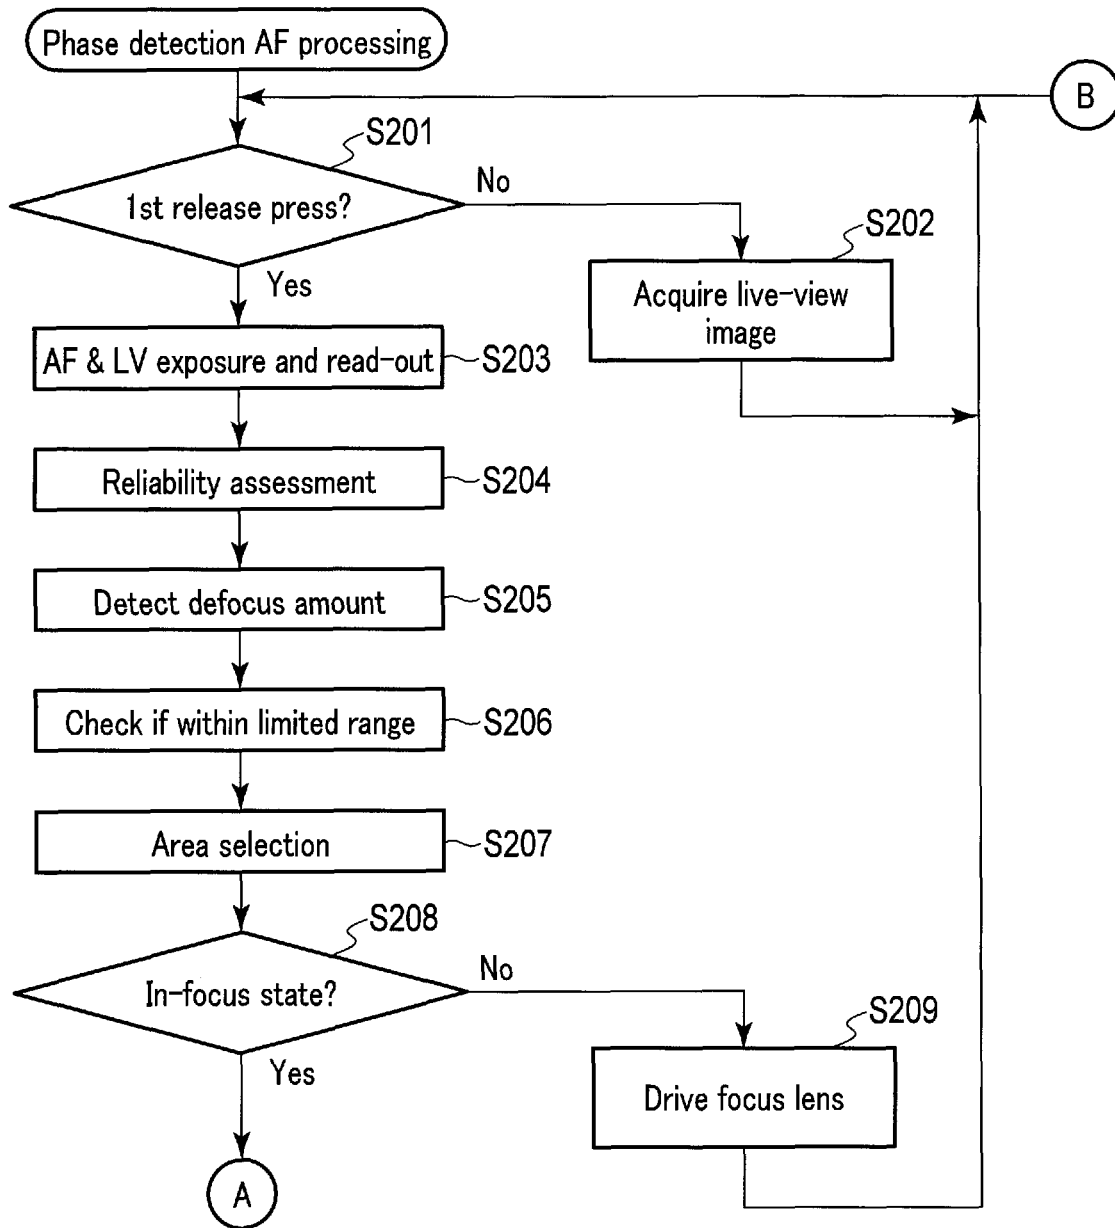 Phase detection AF processing
B
S201
1st release press?
No
S202
Yes
Acquire live-view
image
AF & LV exposure and read-out
S203
Reliability assessment
S204
Detect defocus amount
S205
Check if within limited range
S206
Area selection
S207
S208
In-focus state?
No
S209
Yes
Drive focus lens
A